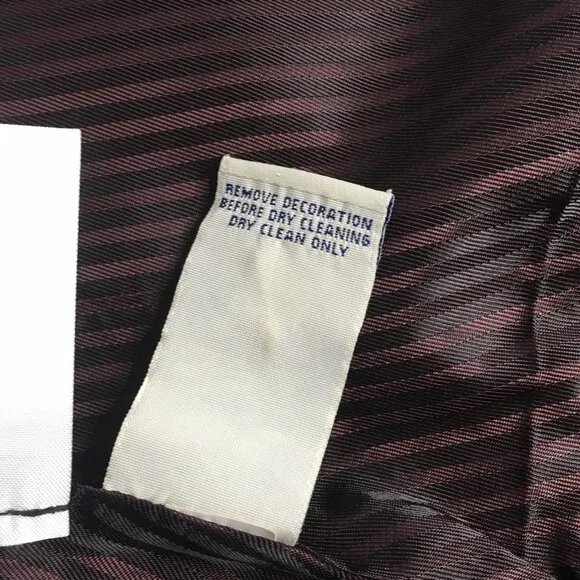 REMOVE DECORATION
BEFORE DRY CLEANING
DRY CLEAN ONLY